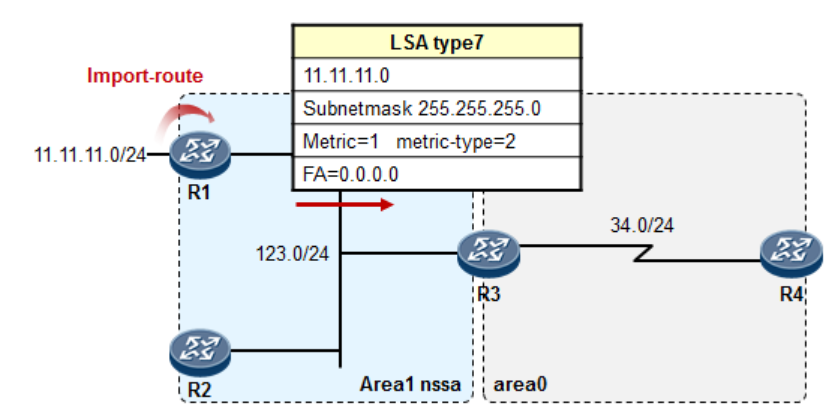 LSA type7
11.11.11.0
Subnetmask 255.255.255.0
Metric=1 metric-type=2
FA=0.0.0.0
Import-route
11.11.11.0/24
R1
123.0/24
34.0/24
R3
R4
R2
Area1 nssa
area0